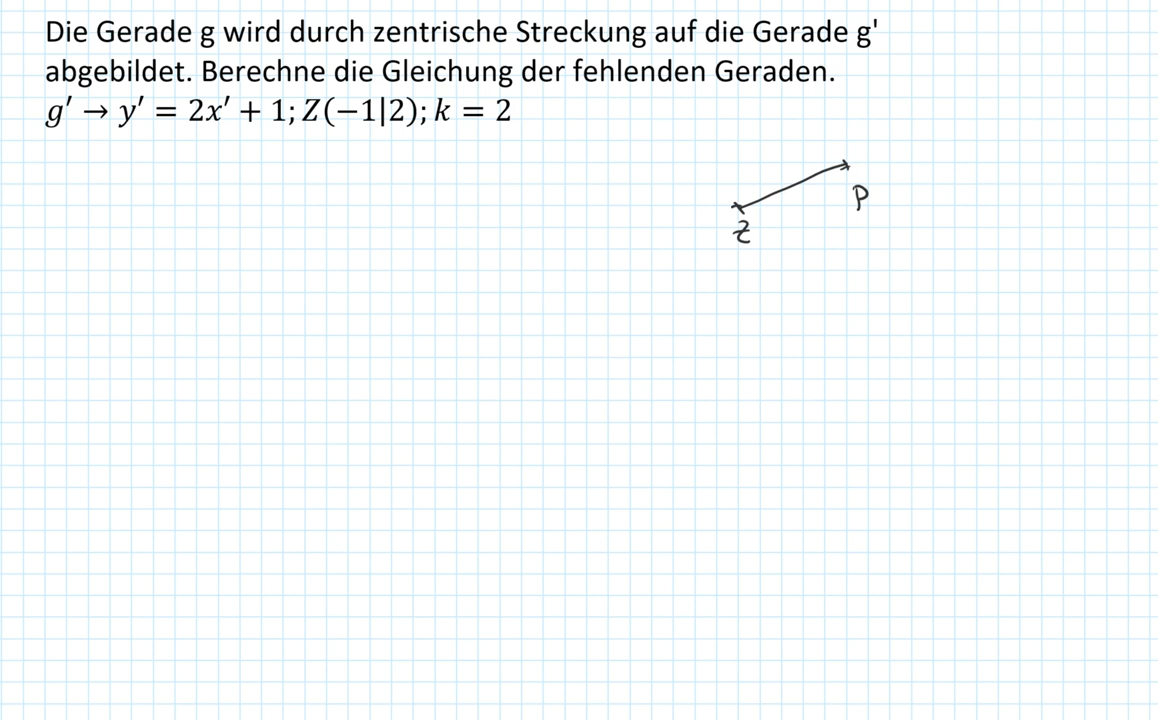 Die Gerade g wird durch zentrische Streckung auf die Gerade g'
abgebildet. Berechne die Gleichung der fehlenden Geraden.
g′ → y′ = 2x′ + 1; Z(−1|2); k = 2
P
Z